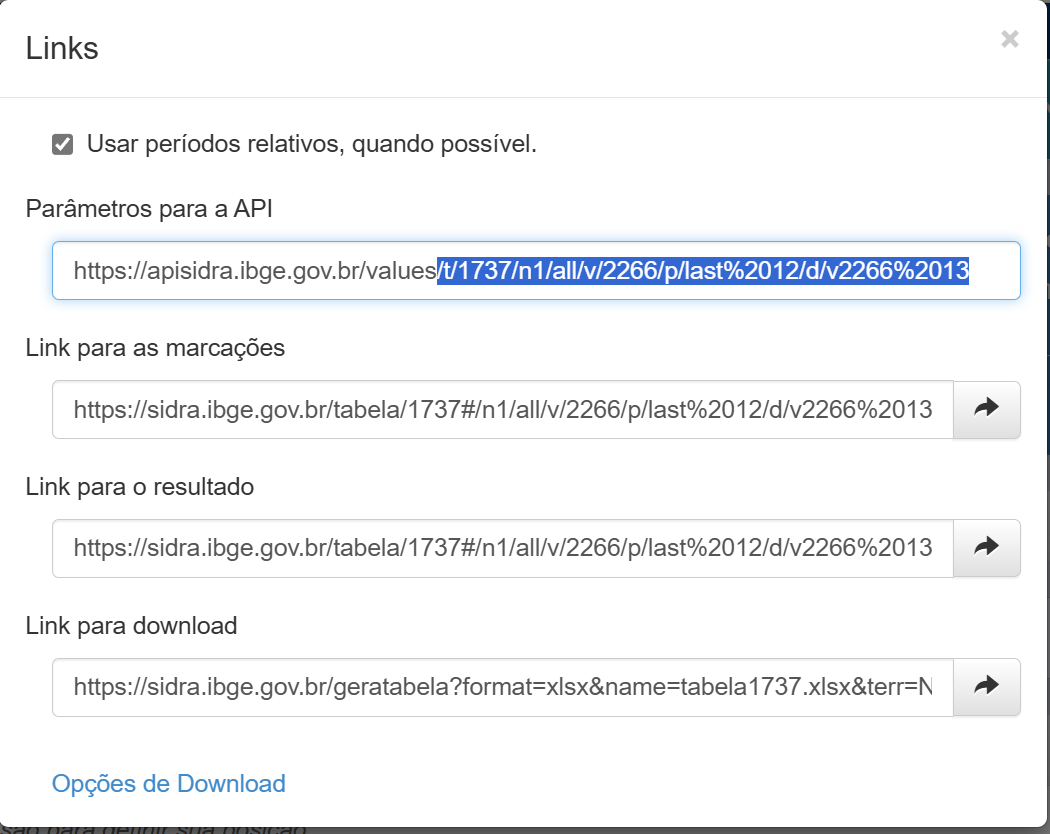 Links
×
Usar períodos relativos, quando possível.
Parâmetros para a API
https://apisidra.ibge.gov.br/values/t/1737/n1/all/v/2266/p/last%2012/d/v2266%2013
Link para as marcações
https://sidra.ibge.gov.br/tabela/1737#/n1/all/v/2266/p/last%2012/d/v2266%2013
Link para o resultado
https://sidra.ibge.gov.br/tabela/1737#/n1/all/v/2266/p/last%2012/d/v2266%2013
Link para download
https://sidra.ibge.gov.br/geratabela?format=xlsx&name=tabela1737.xlsx&terr=N
Opções de Download
para definir sua posição